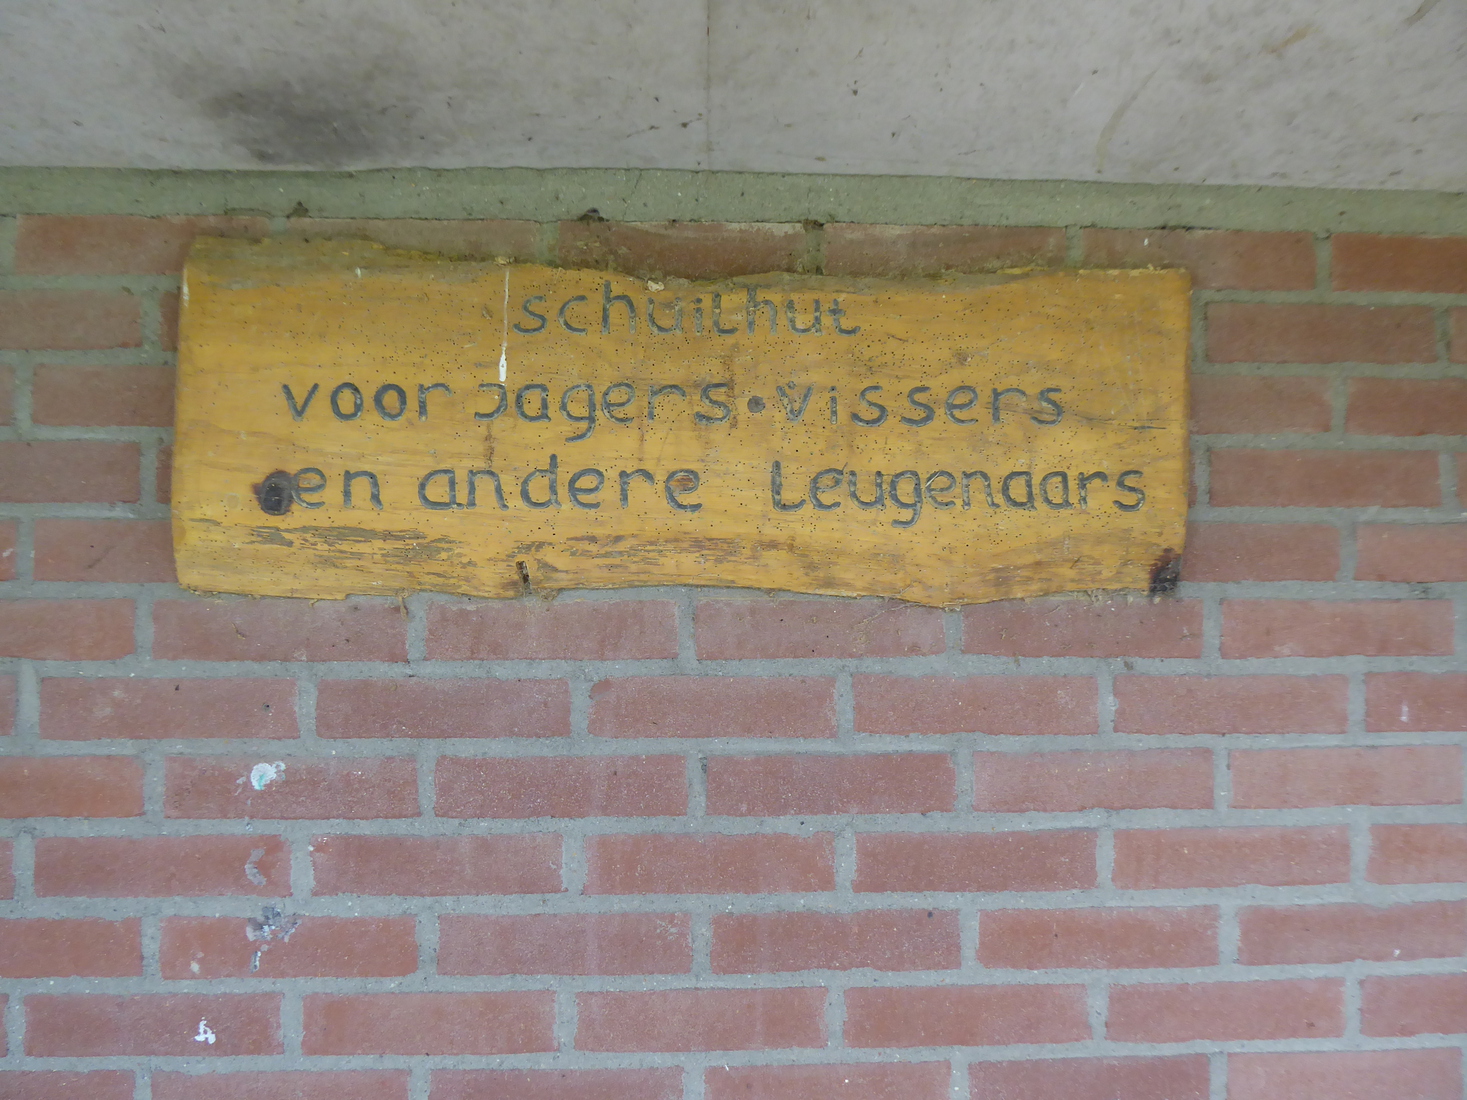 schuilhut
voor Jagers • vissers
en andere Leugenaars